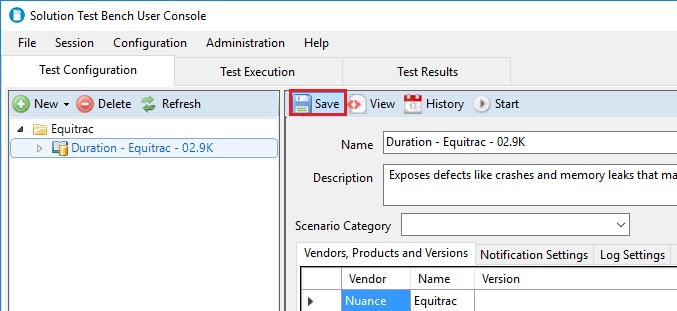 Solution Test Bench User Console
File Session Configuration Administration Help
Test Configuration Test Execution Test Results
New Delete Refresh
Equitrac
Duration - Equitrac - 02.9K
Save View History Start
Name Duration - Equitrac - 02.9K
Description Exposes defects like crashes and memory leaks that ma
Scenario Category
Vendors, Products and Versions Notification Settings Log Settings
Vendor Name Version
Nuance Equitrac